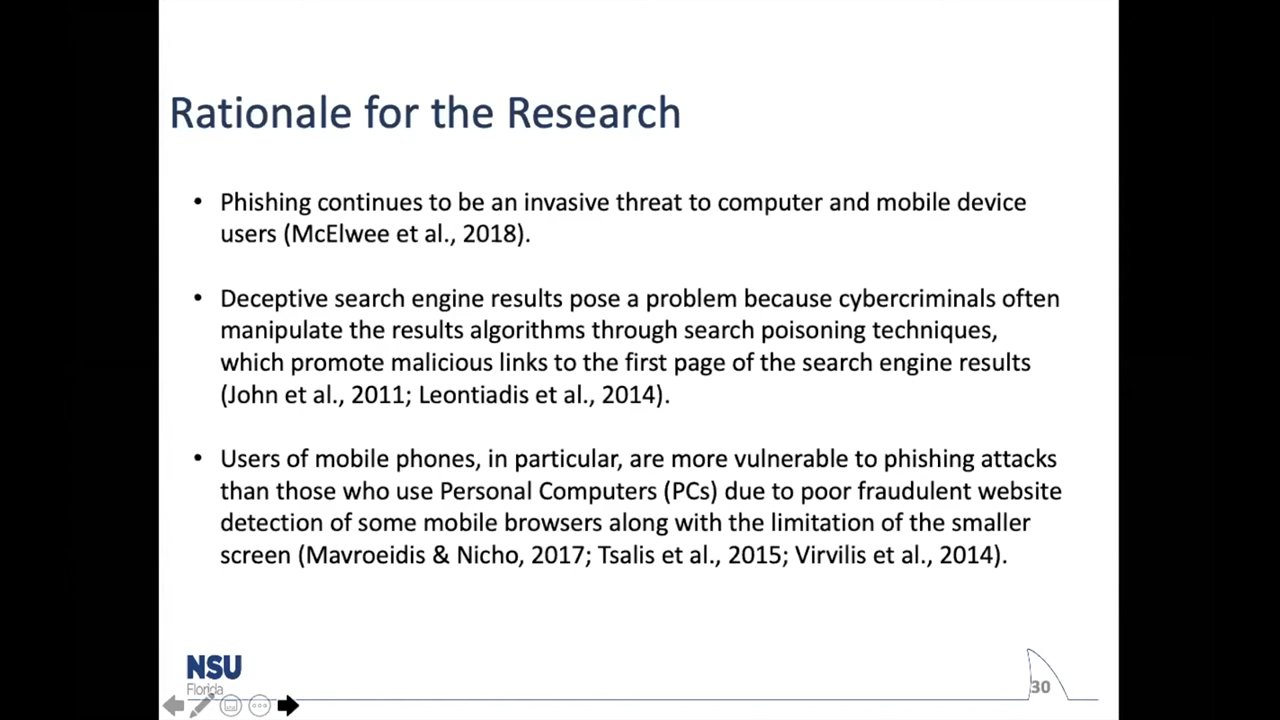 Rationale for the Research
• Phishing continues to be an invasive threat to computer and mobile device
users (McElwee et al., 2018).
• Deceptive search engine results pose a problem because cybercriminals often
manipulate the results algorithms through search poisoning techniques,
which promote malicious links to the first page of the search engine results
(John et al., 2011; Leontiadis et al., 2014).
• Users of mobile phones, in particular, are more vulnerable to phishing attacks
than those who use Personal Computers (PCs) due to poor fraudulent website
detection of some mobile browsers along with the limitation of the smaller
screen (Mavroeidis & Nicho, 2017; Tsalis et al., 2015; Virvilis et al., 2014).
NSU
Florida
30